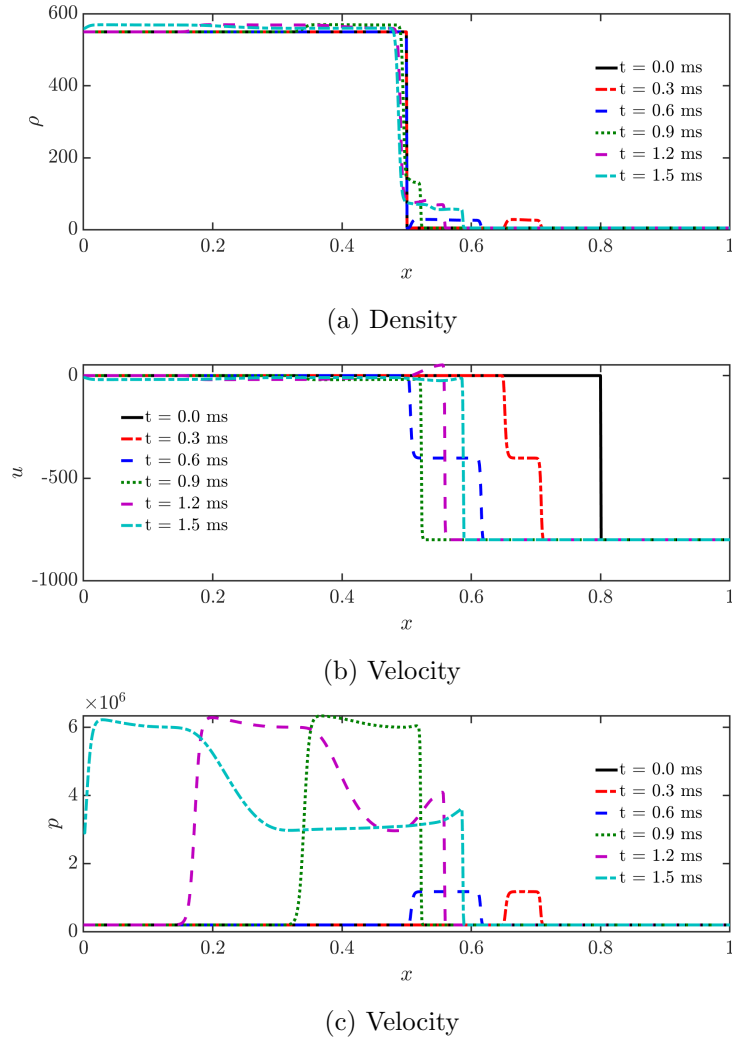 600
400
200
0
ρ
t = 0.0 ms
t = 0.3 ms
t = 0.6 ms
t = 0.9 ms
t = 1.2 ms
t = 1.5 ms
0 0.2 0.4 0.6 0.8 1
x
(a) Density
0
-500
-1000
u
t = 0.0 ms
t = 0.3 ms
t = 0.6 ms
t = 0.9 ms
t = 1.2 ms
t = 1.5 ms
0 0.2 0.4 0.6 0.8 1
x
(b) Velocity
×10⁶
6
4
2
0
p
t = 0.0 ms
t = 0.3 ms
t = 0.6 ms
t = 0.9 ms
t = 1.2 ms
t = 1.5 ms
0 0.2 0.4 0.6 0.8 1
x
(c) Velocity